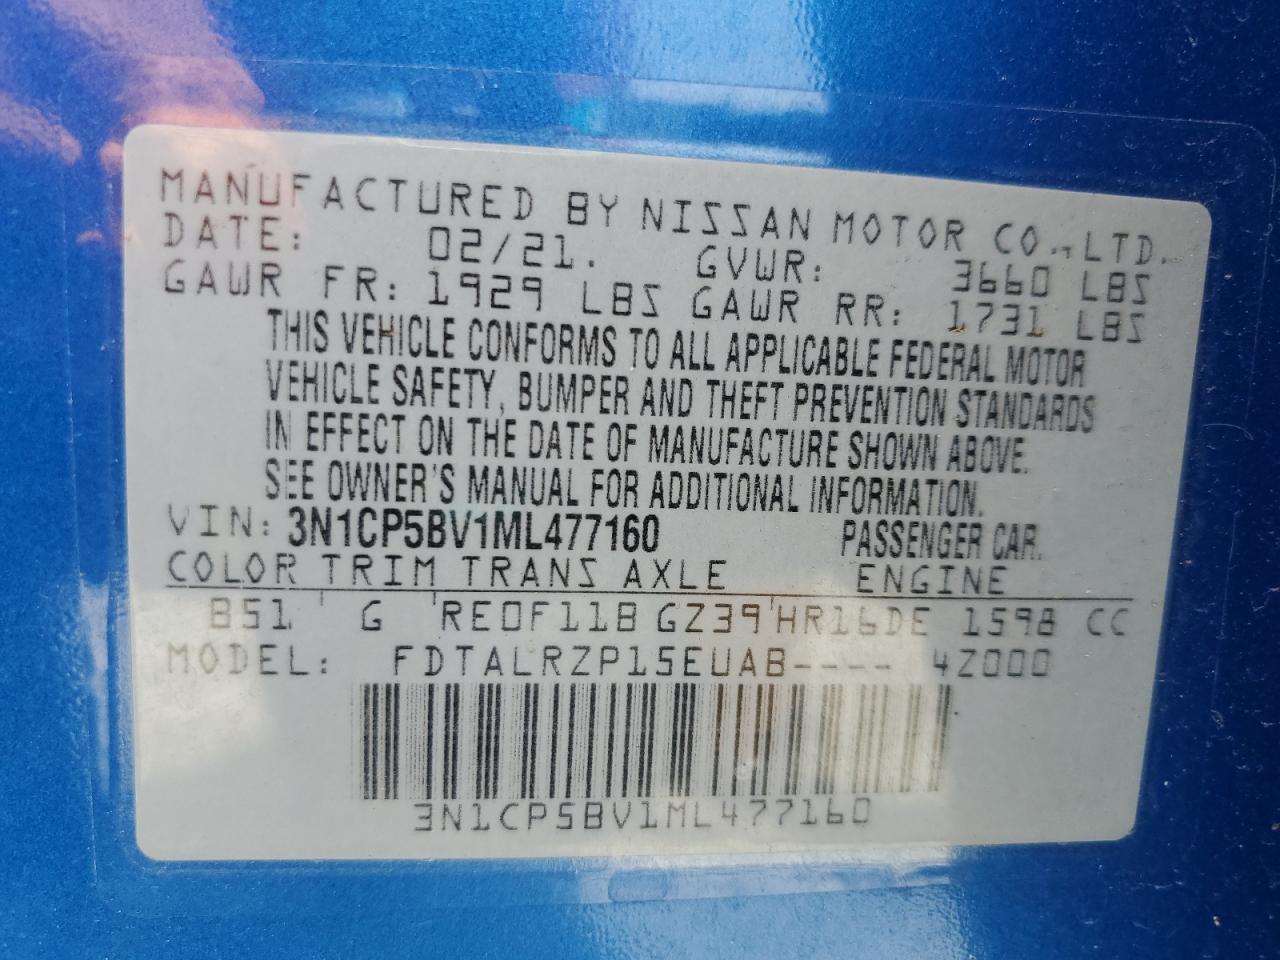 MANUFACTURED BY NISSAN MOTOR CO., LTD.
DATE: 02/21. GVWR: 3660 LBS
GAWR FR: 1929 LBS GAWR RR: 1731 LBS
THIS VEHICLE CONFORMS TO ALL APPLICABLE FEDERAL MOTOR
VEHICLE SAFETY, BUMPER AND THEFT PREVENTION STANDARDS
IN EFFECT ON THE DATE OF MANUFACTURE SHOWN ABOVE.
SEE OWNER'S MANUAL FOR ADDITIONAL INFORMATION.
VIN: 3N1CP5BV1ML477160 PASSENGER CAR.
COLOR TRIM TRANS AXLE ENGINE
B51 G RE0F11B GZ39 HR16DE 1598 CC
MODEL: FDTALRZP15EUAB---- 4Z000
3N1CP5BV1ML477160